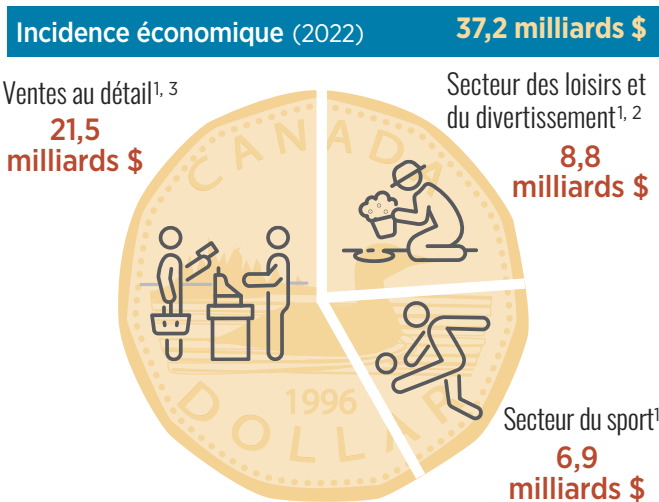 Incidence économique (2022) 37,2 milliards $
Ventes au détail1, 3
21,5
milliards $
Secteur des loisirs et
du divertissement1, 2
8,8
milliards $
CANADA
1996
DOLLAR
Secteur du sport1
6,9
milliards $